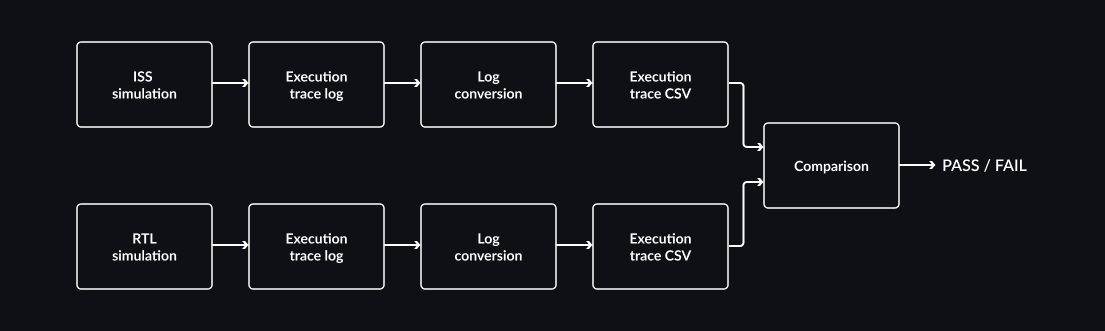 ISS
simulation
Execution
trace log
Log
conversion
Execution
trace CSV
Comparison
PASS / FAIL
RTL
simulation
Execution
trace log
Log
conversion
Execution
trace CSV